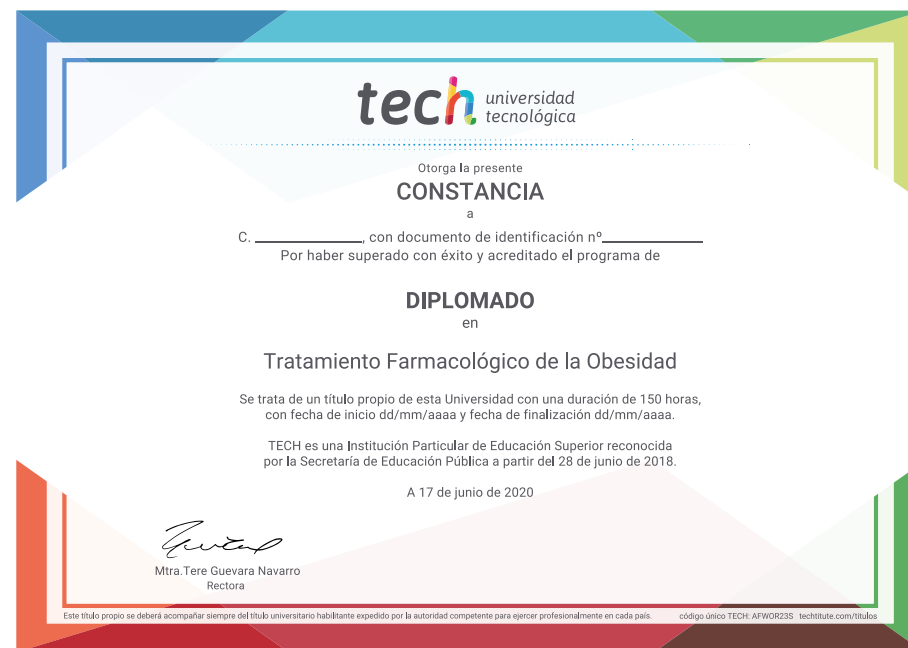 tech universidad
tecnológica
Otorga la presente
CONSTANCIA
a
C. ____________, con documento de identificación nº____________
Por haber superado con éxito y acreditado el programa de
DIPLOMADO
en
Tratamiento Farmacológico de la Obesidad
Se trata de un título propio de esta Universidad con una duración de 150 horas,
con fecha de inicio dd/mm/aaaa y fecha de finalización dd/mm/aaaa.
TECH es una Institución Particular de Educación Superior reconocida
por la Secretaría de Educación Pública a partir del 28 de junio de 2018.
A 17 de junio de 2020
Mtra.Tere Guevara Navarro
Rectora
Este título propio se deberá acompañar siempre del título universitario habilitante expedido por la autoridad competente para ejercer profesionalmente en cada país. código único TECH: AFWOR23S techtitute.com/titulos